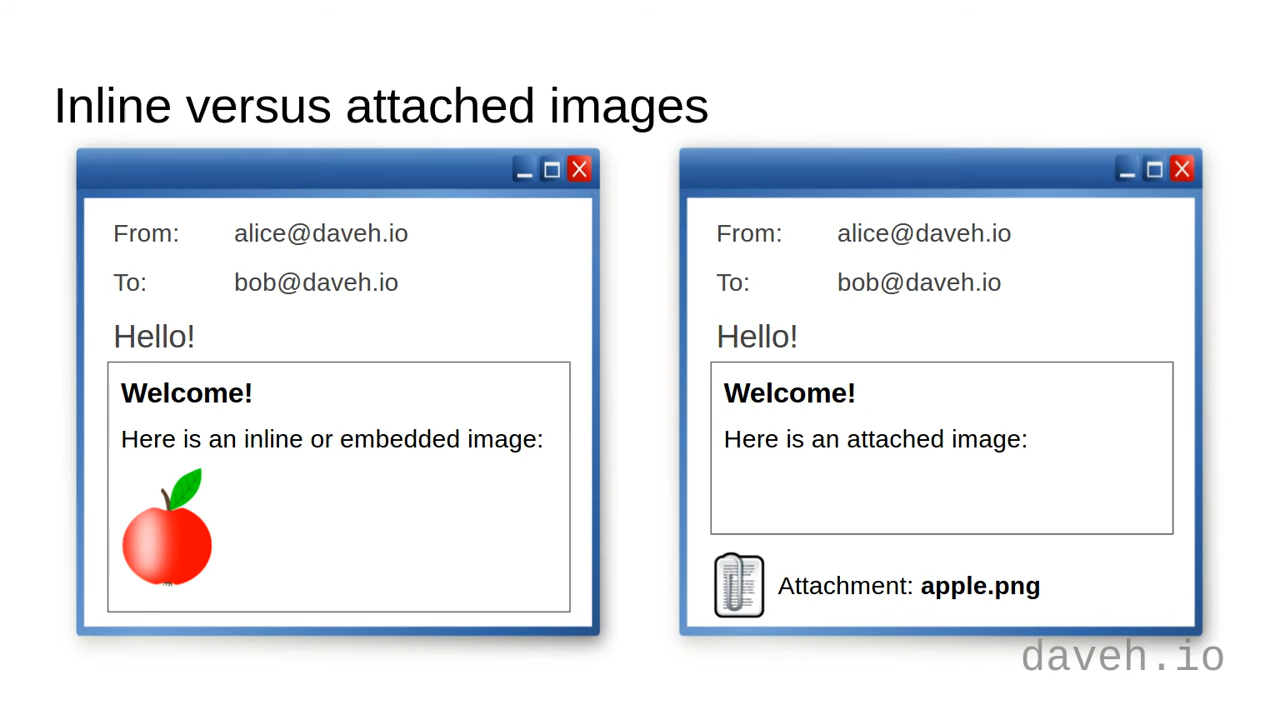 Inline versus attached images
From: alice@daveh.io
To: bob@daveh.io
Hello!
Welcome!
Here is an inline or embedded image:
From: alice@daveh.io
To: bob@daveh.io
Hello!
Welcome!
Here is an attached image:
Attachment: apple.png
daveh.io